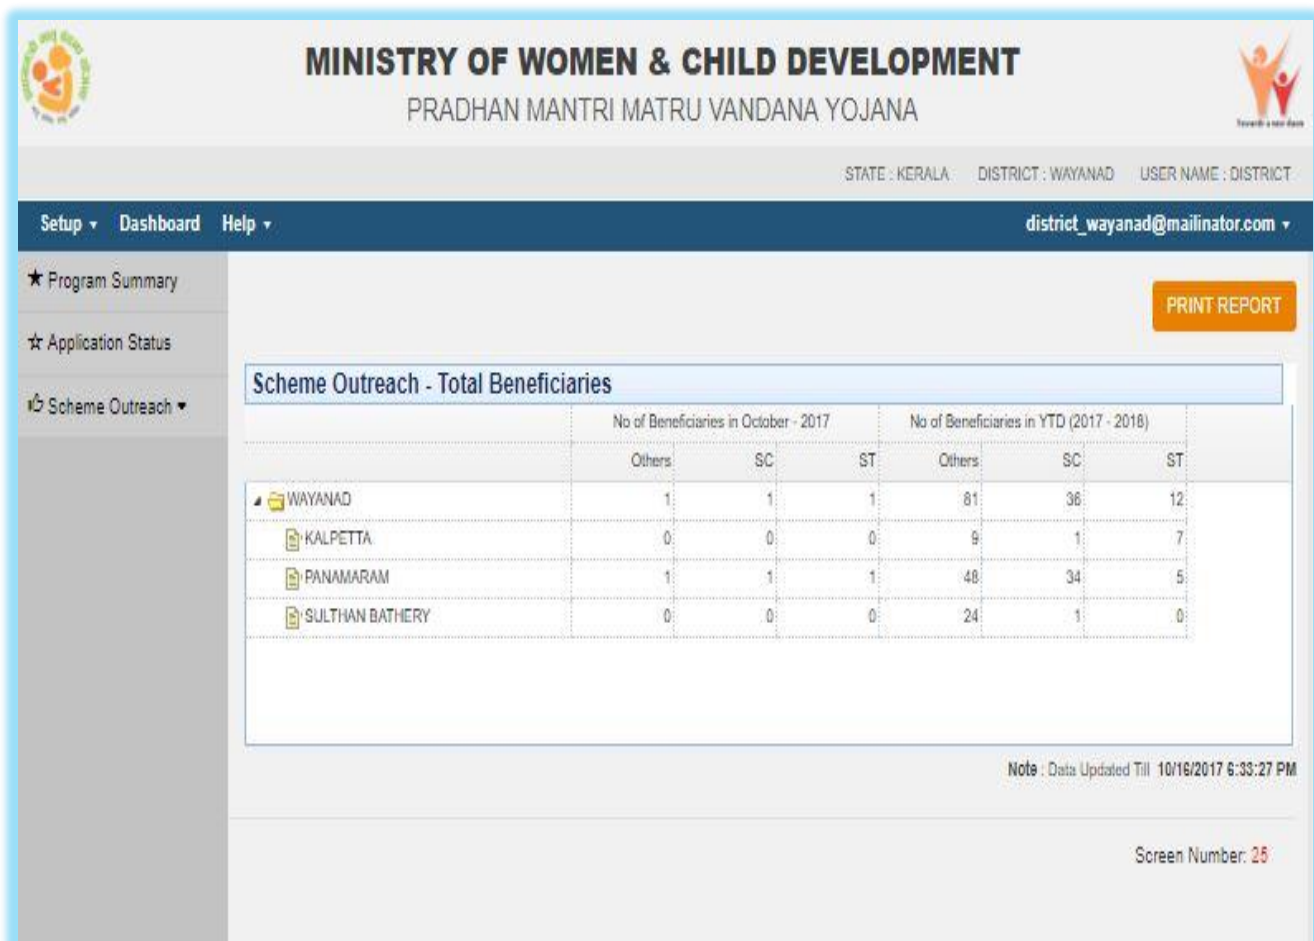 MINISTRY OF WOMEN & CHILD DEVELOPMENT
PRADHAN MANTRI MATRU VANDANA YOJANA
Towards a new dawn
STATE : KERALA DISTRICT : WAYANAD USER NAME : DISTRICT
Setup Dashboard Help district_wayanad@mailinator.com
Program Summary
PRINT REPORT
Application Status
Scheme Outreach
Scheme Outreach - Total Beneficiaries
No of Beneficiaries in October - 2017 No of Beneficiaries in YTD (2017 - 2018)
Others SC ST Others SC ST
WAYANAD 1 1 1 81 36 12
KALPETTA 0 0 0 9 1 7
PANAMARAM 1 1 1 48 34 5
SULTHAN BATHERY 0 0 0 24 1 0
Note : Data Updated Till 10/16/2017 6:33:27 PM
Screen Number: 25